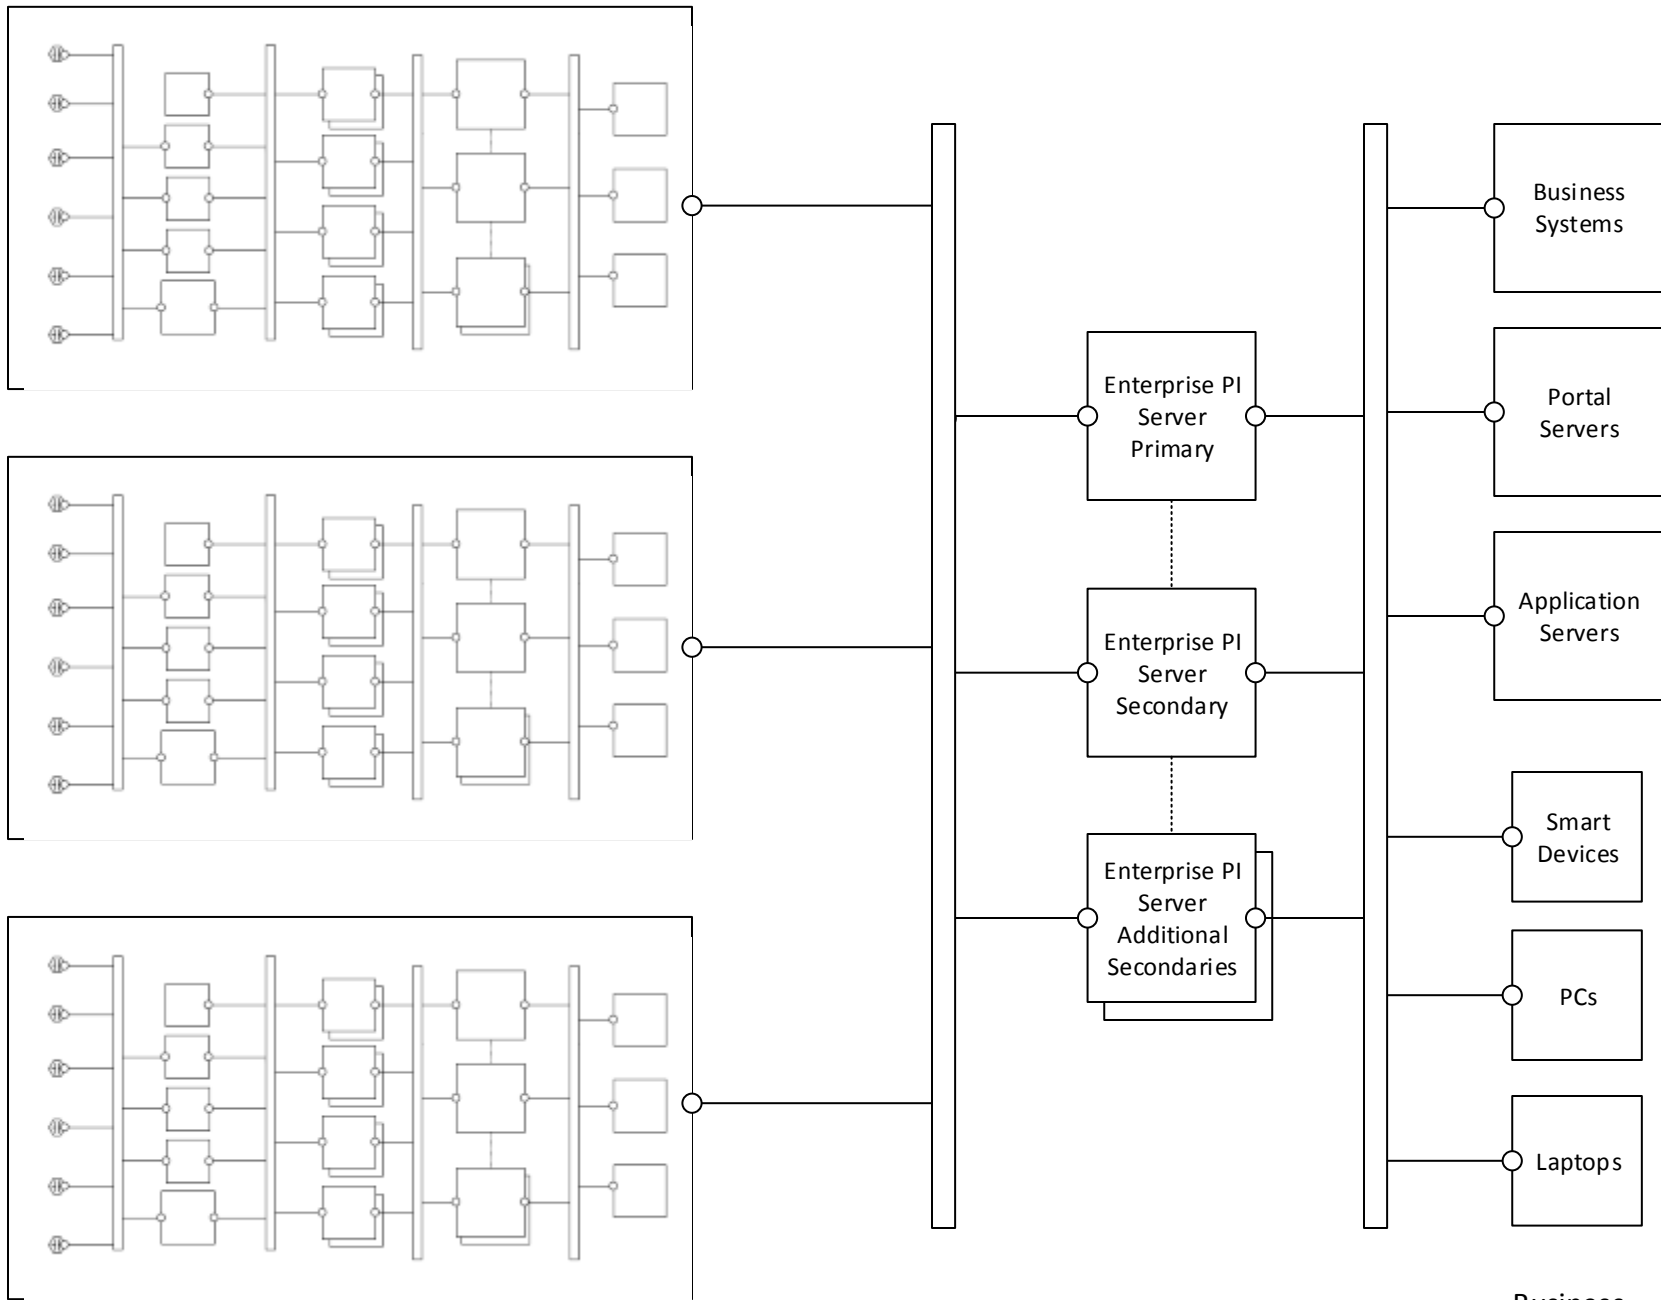 Business
Systems
Portal
Servers
Application
Servers
Enterprise PI
Server
Primary
Enterprise PI
Server
Secondary
Enterprise PI
Server
Additional
Secondaries
Smart
Devices
PCs
Laptops
Business